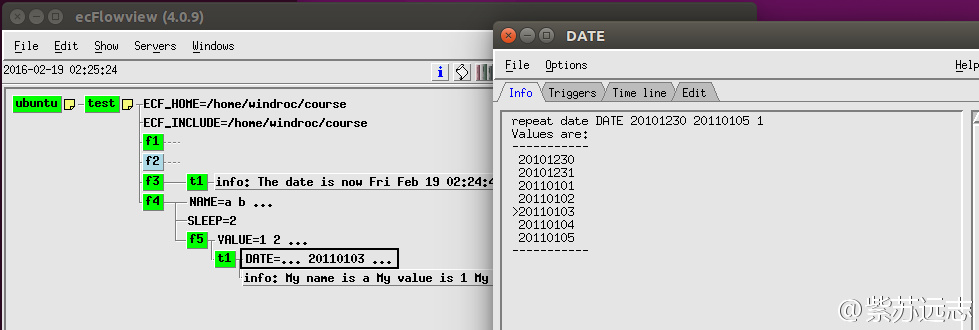 ecFlowview (4.0.9)
File Edit Show Servers Windows
2016-02-19 02:25:24
ubuntu test ECF_HOME=/home/windroc/course
ECF_INCLUDE=/home/windroc/course
f1
f2
f3 t1 info: The date is now Fri Feb 19 02:24:4
f4 NAME=a b ...
SLEEP=2
f5 VALUE=1 2 ...
t1 DATE=... 20110103 ...
info: My name is a My value is 1 My
DATE
File Options Help
Info Triggers Time line Edit
repeat date DATE 20101230 20110105 1
Values are:
-----------
20101230
20101231
20110101
20110102
>20110103
20110104
20110105
-----------
@紫苏远志